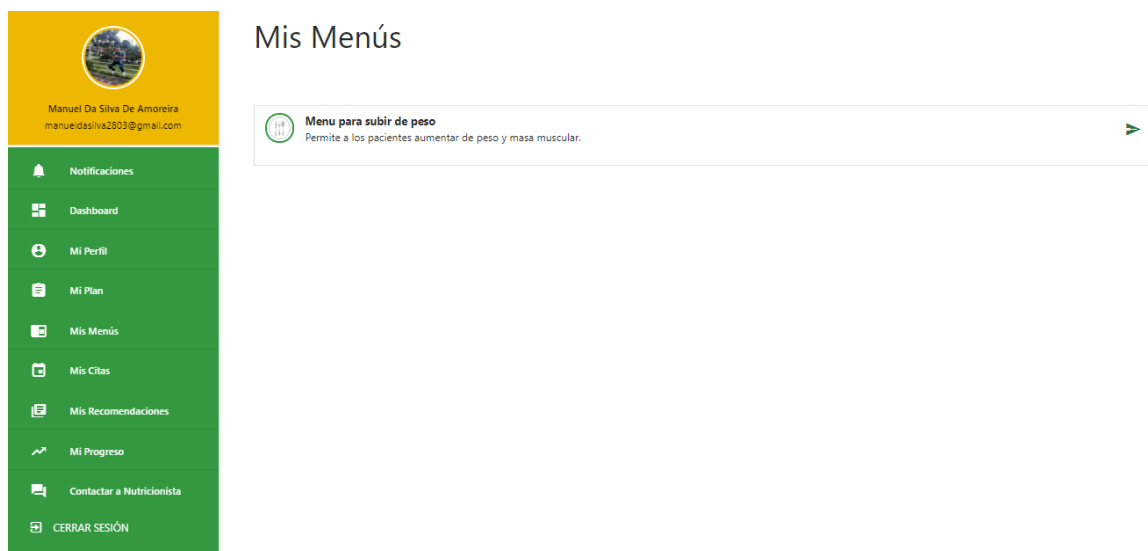 Manuel Da Silva De Amoreira
manueldasilva2803@gmail.com
Notificaciones
Dashboard
Mi Perfil
Mi Plan
Mis Menús
Mis Citas
Mis Recomendaciones
Mi Progreso
Contactar a Nutricionista
CERRAR SESIÓN
Mis Menús
Menu para subir de peso
Permite a los pacientes aumentar de peso y masa muscular.